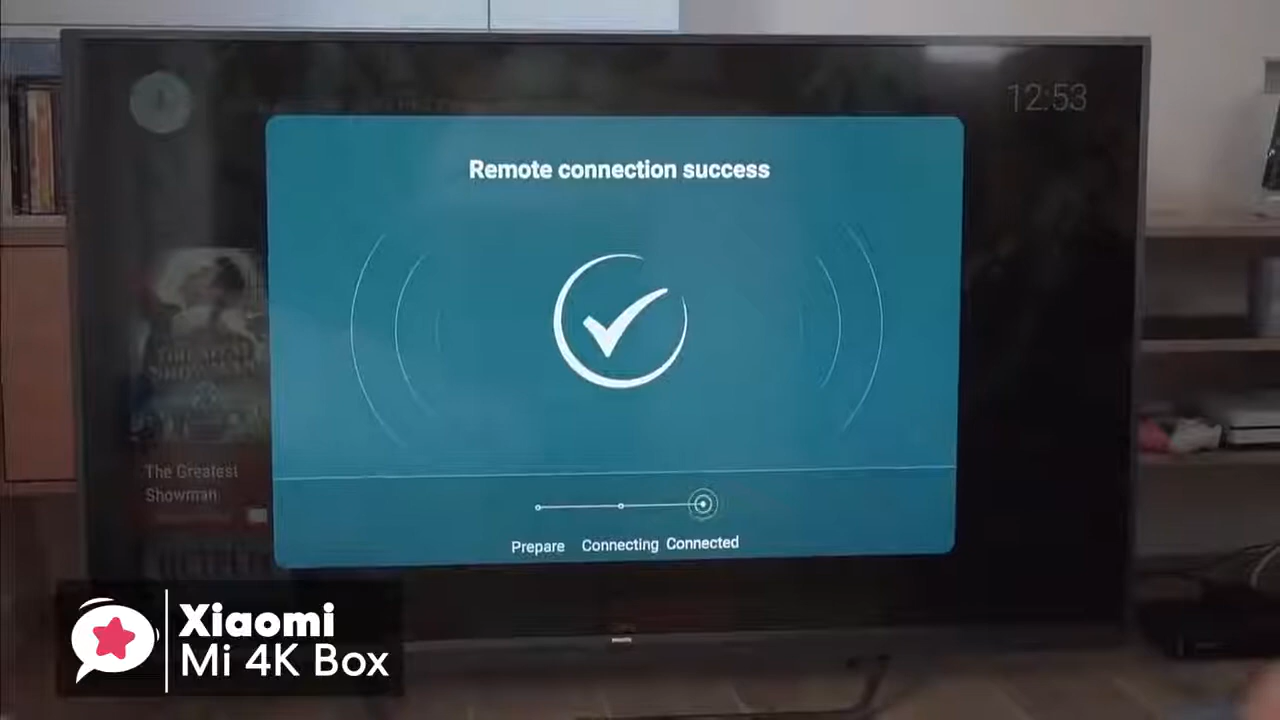 12:53
Remote connection success
The Greatest
Showman
Prepare Connecting Connected
Xiaomi
Mi 4K Box